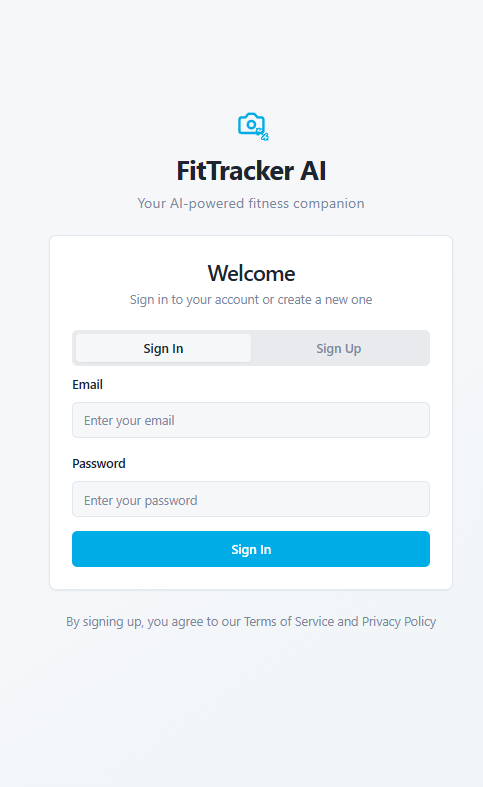 FitTracker AI
Your AI-powered fitness companion
Welcome
Sign in to your account or create a new one
Sign In
Sign Up
Email
Enter your email
Password
Enter your password
Sign In
By signing up, you agree to our Terms of Service and Privacy Policy